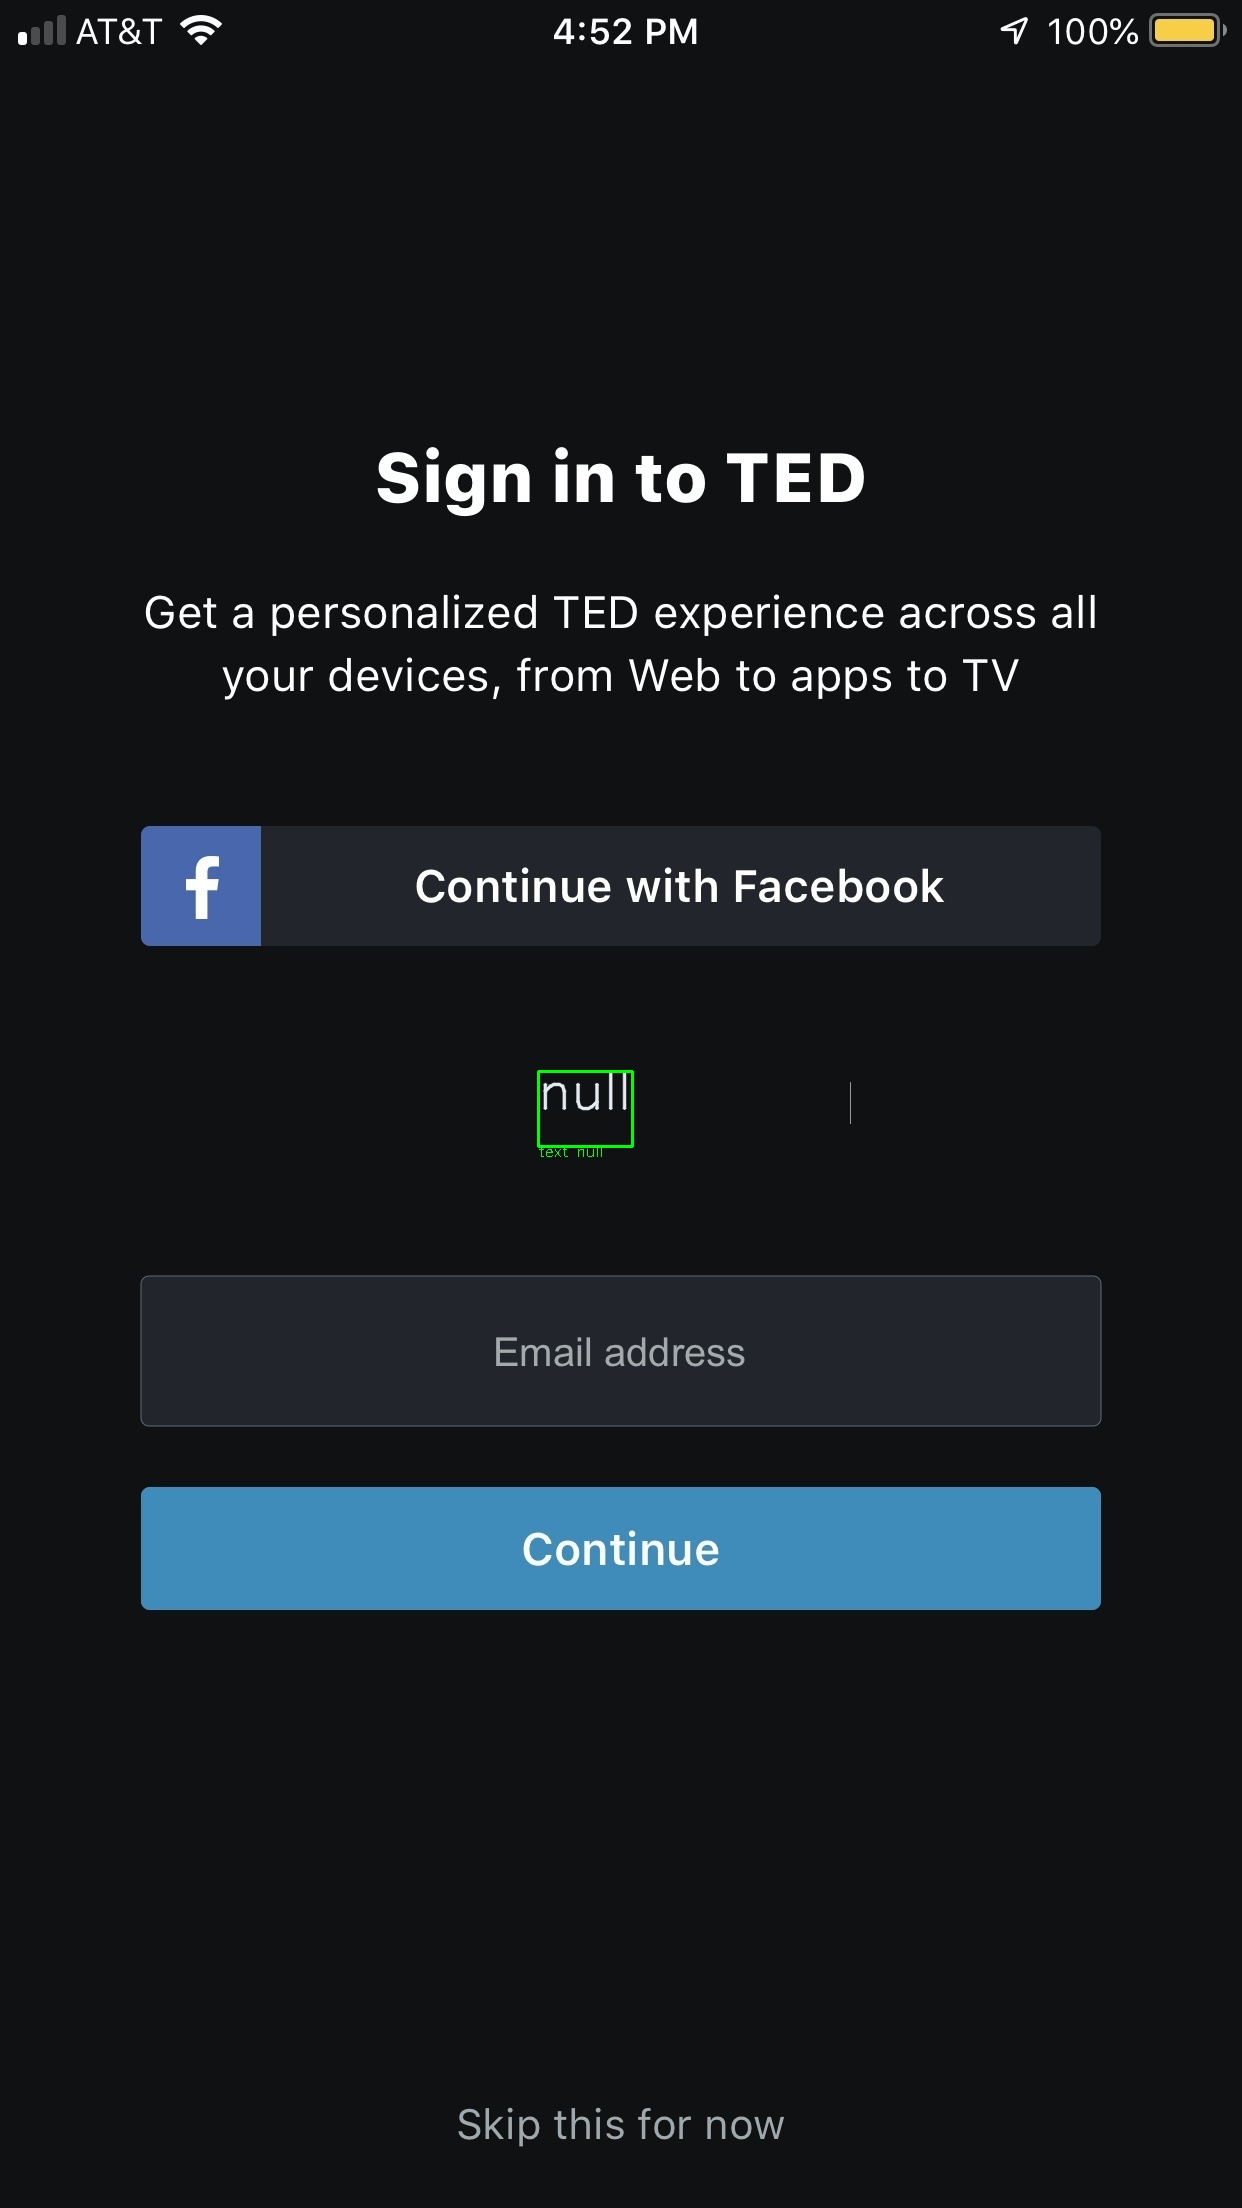 AT&T 4:52 PM 100%
Sign in to TED
Get a personalized TED experience across all
your devices, from Web to apps to TV
f Continue with Facebook
null
text null
Email address
Continue
Skip this for now